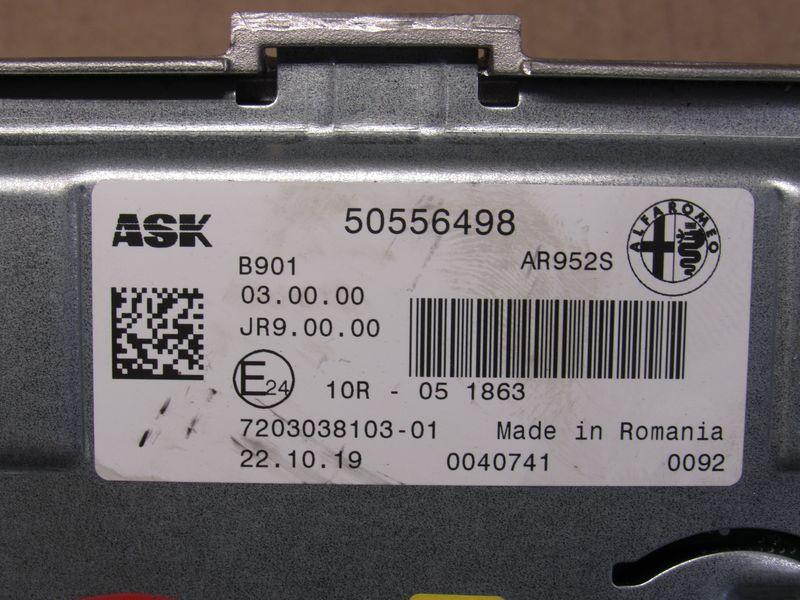 ASK 50556498
ALFA ROMEO
B901 AR952S
03.00.00
JR9.00.00
E24 10R - 05 1863
7203038103-01 Made in Romania
22.10.19 0040741 0092